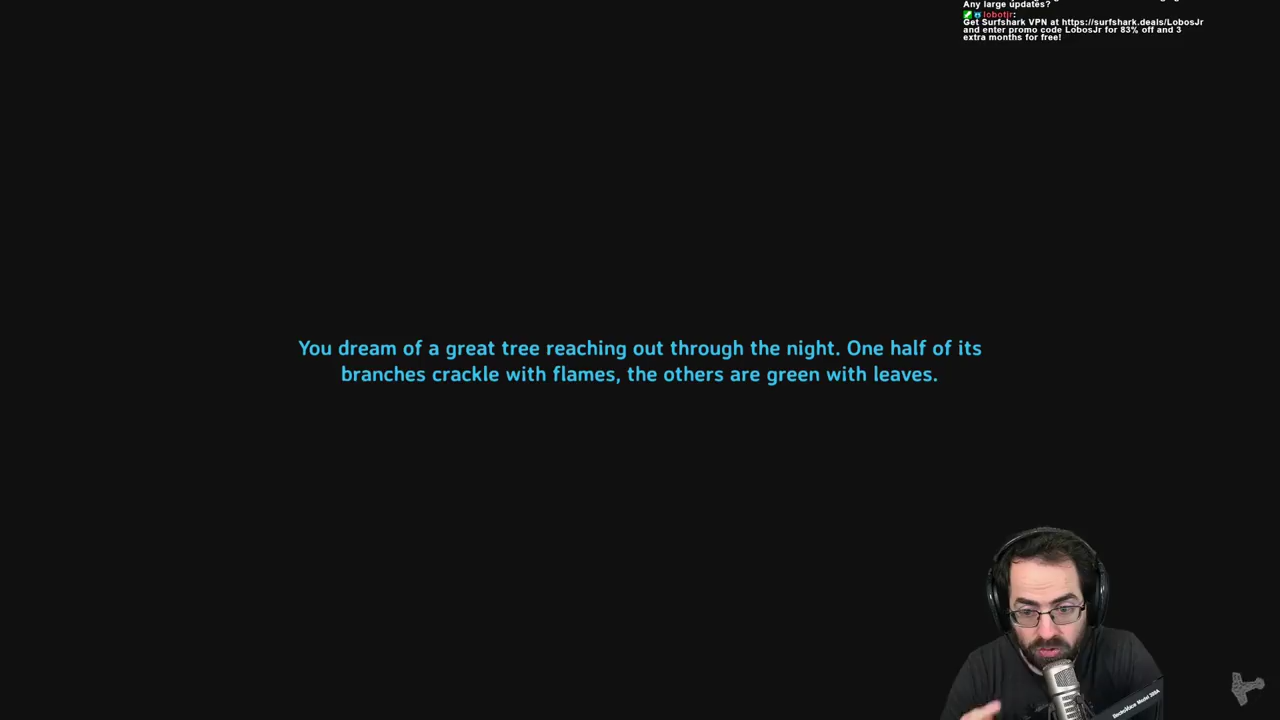 Any large updates?
lobotjr:
Get Surfshark VPN at https://surfshark.deals/LobosJr
and enter promo code LobosJr for 83% off and 3
extra months for free!
You dream of a great tree reaching out through the night. One half of its
branches crackle with flames, the others are green with leaves.